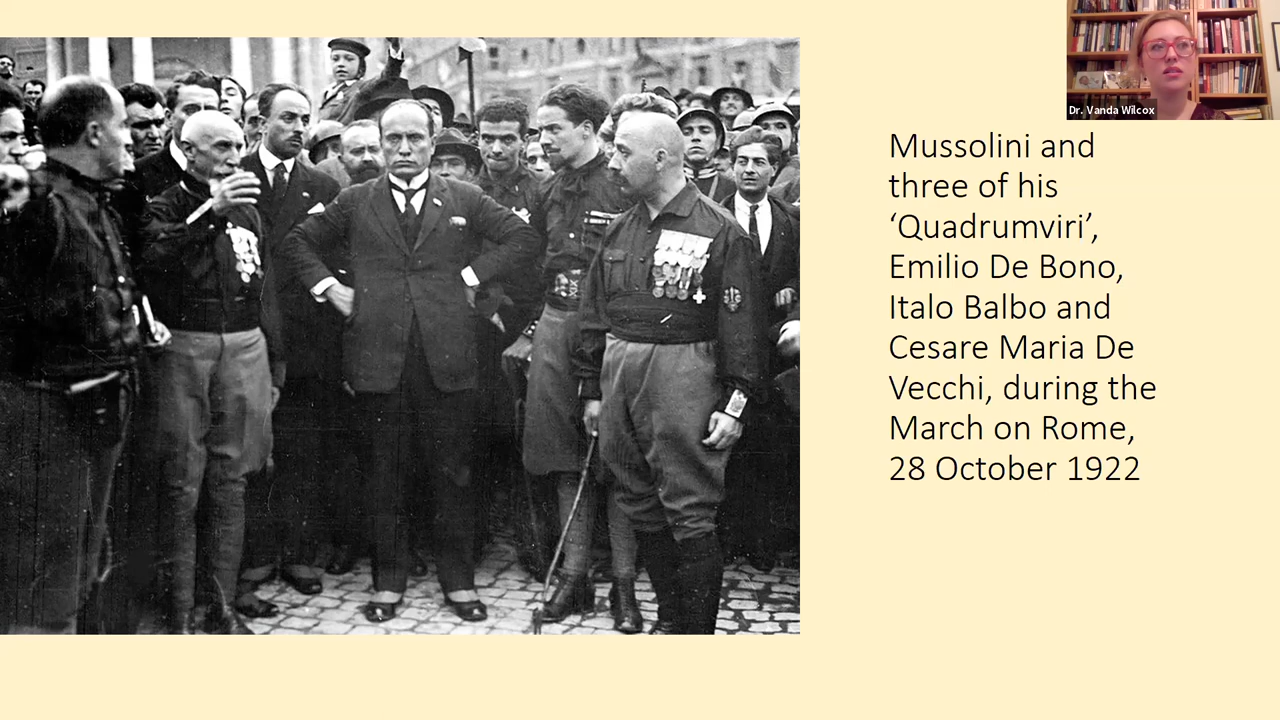 Dr. Vanda Wilcox
Mussolini and
three of his
‘Quadrumviri’,
Emilio De Bono,
Italo Balbo and
Cesare Maria De
Vecchi, during the
March on Rome,
28 October 1922